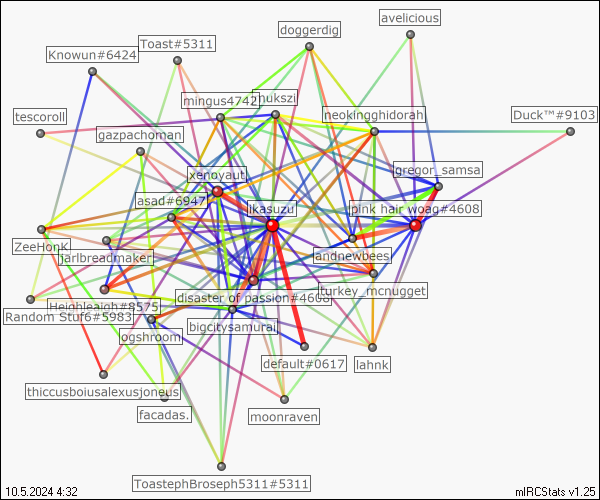 avelicious
doggerdig
Toast#5311
Knowun#6424
mingus4742
nukszi
tescoroll
neokingghidorah
Duck™#9103
gazpachoman
xenoyaut
gregor_samsa
asad#6947
ikasuzu
pink hair woag#4608
ZeeHonK
jarlbreadmaker
andnewbees
Heighleaigh#8575
disaster of passion#4608
turkey_mcnugget
Random Stuf6#5983
bigcitysamurai
ogshroom
default#0617
lahnk
thiccusboiusalexusjoneus
facadas.
moonraven
ToastephBroseph5311#5311
10.5.2024 4:32
mIRCStats v1.25